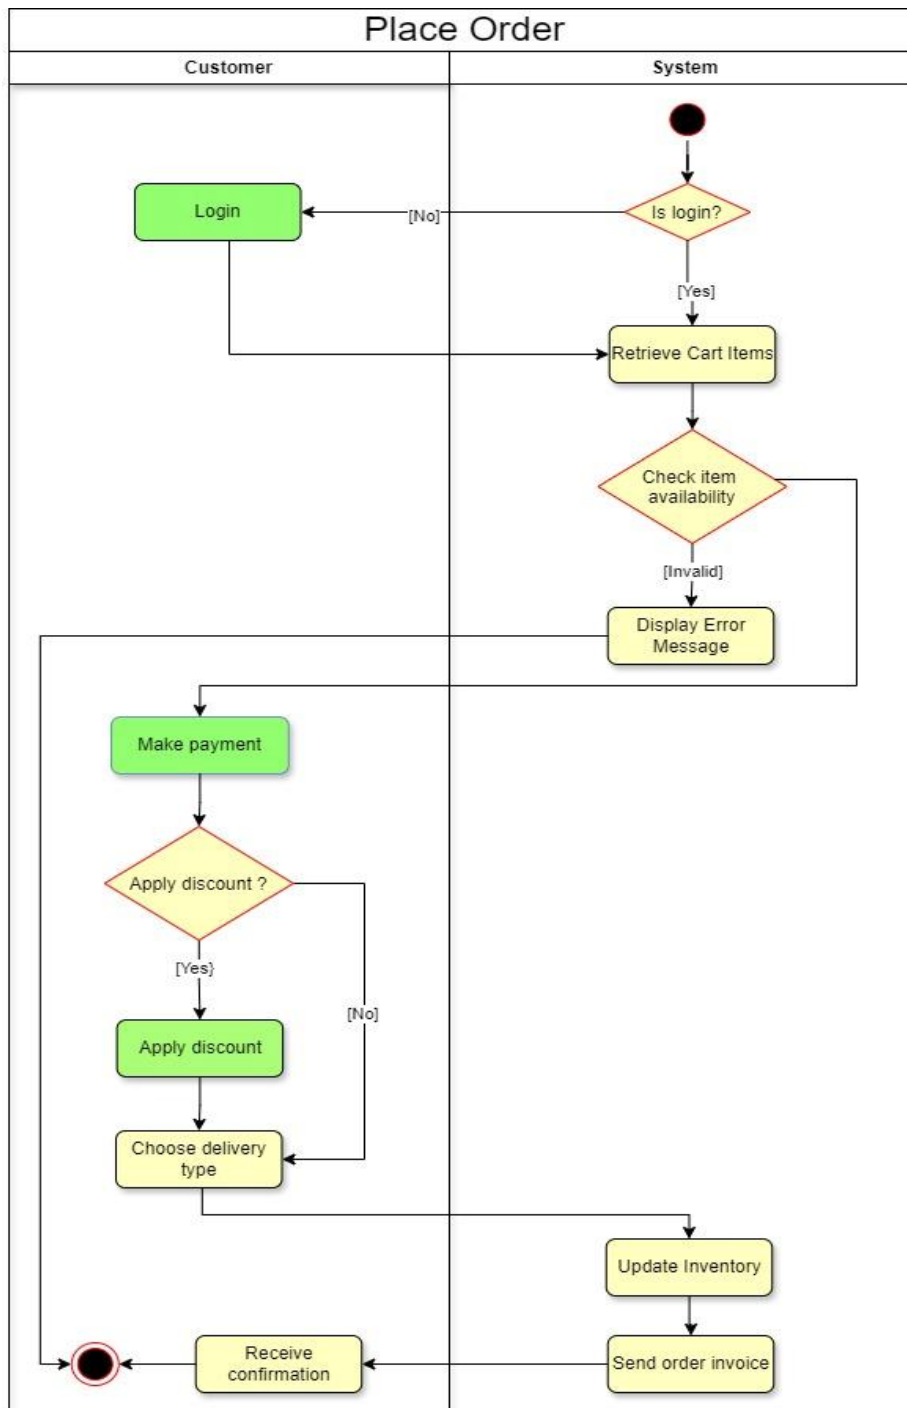 Place Order
Customer
System
Is login?
Login
[No]
[Yes]
Retrieve Cart Items
Check item
availability
[Invalid]
Display Error
Message
Make payment
Apply discount ?
[Yes}
[No]
Apply discount
Choose delivery
type
Update Inventory
Send order invoice
Receive
confirmation